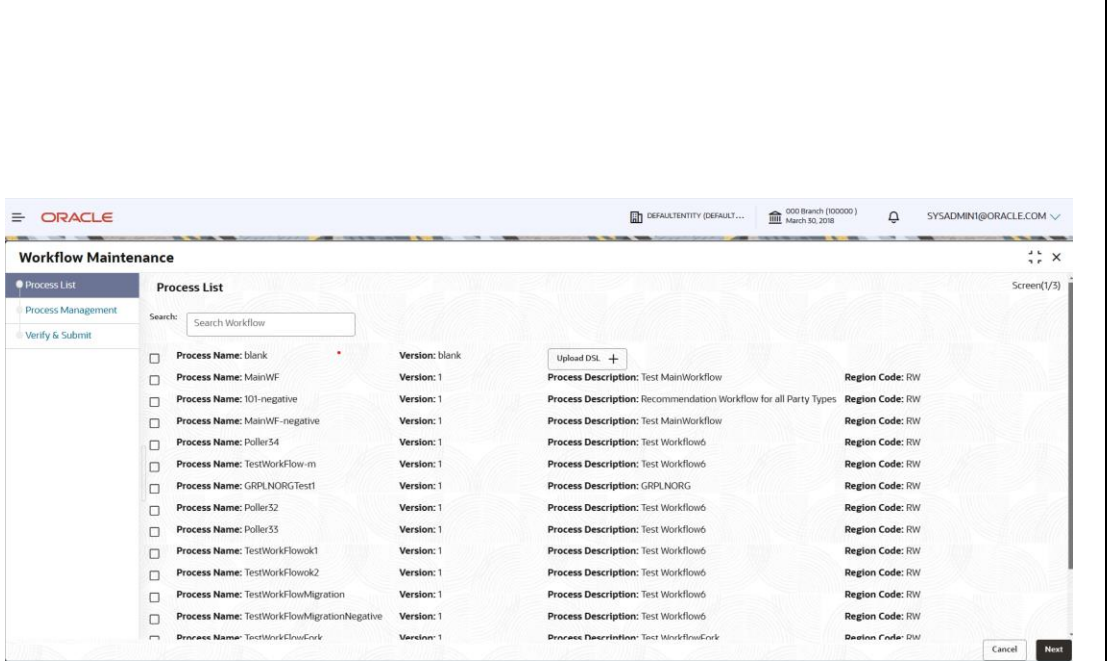 ORACLE
DEFAULTENTITY (DEFAULT...
000 Branch (100000 )
March 30, 2018
SYSADMIN1@ORACLE.COM
Workflow Maintenance
Process List
Process Management
Verify & Submit
Process List
Screen(1/3)
Search:
Search Workflow
Process Name: blank Version: blank Upload DSL +
Process Name: MainWF Version: 1 Process Description: Test MainWorkflow Region Code: RW
Process Name: 101-negative Version: 1 Process Description: Recommendation Workflow for all Party Types Region Code: RW
Process Name: MainWF-negative Version: 1 Process Description: Test MainWorkflow Region Code: RW
Process Name: Poller34 Version: 1 Process Description: Test Workflow6 Region Code: RW
Process Name: TestWorkFlow-m Version: 1 Process Description: Test Workflow6 Region Code: RW
Process Name: GRPLNORGTest1 Version: 1 Process Description: GRPLNORG Region Code: RW
Process Name: Poller32 Version: 1 Process Description: Test Workflow6 Region Code: RW
Process Name: Poller33 Version: 1 Process Description: Test Workflow6 Region Code: RW
Process Name: TestWorkFlowok1 Version: 1 Process Description: Test Workflow6 Region Code: RW
Process Name: TestWorkFlowok2 Version: 1 Process Description: Test Workflow6 Region Code: RW
Process Name: TestWorkFlowMigration Version: 1 Process Description: Test Workflow6 Region Code: RW
Process Name: TestWorkFlowMigrationNegative Version: 1 Process Description: Test Workflow6 Region Code: RW
Process Name: TestWorkFlowFork Version: 1 Process Description: Test WorkflowFork Region Code: RW
Cancel
Next